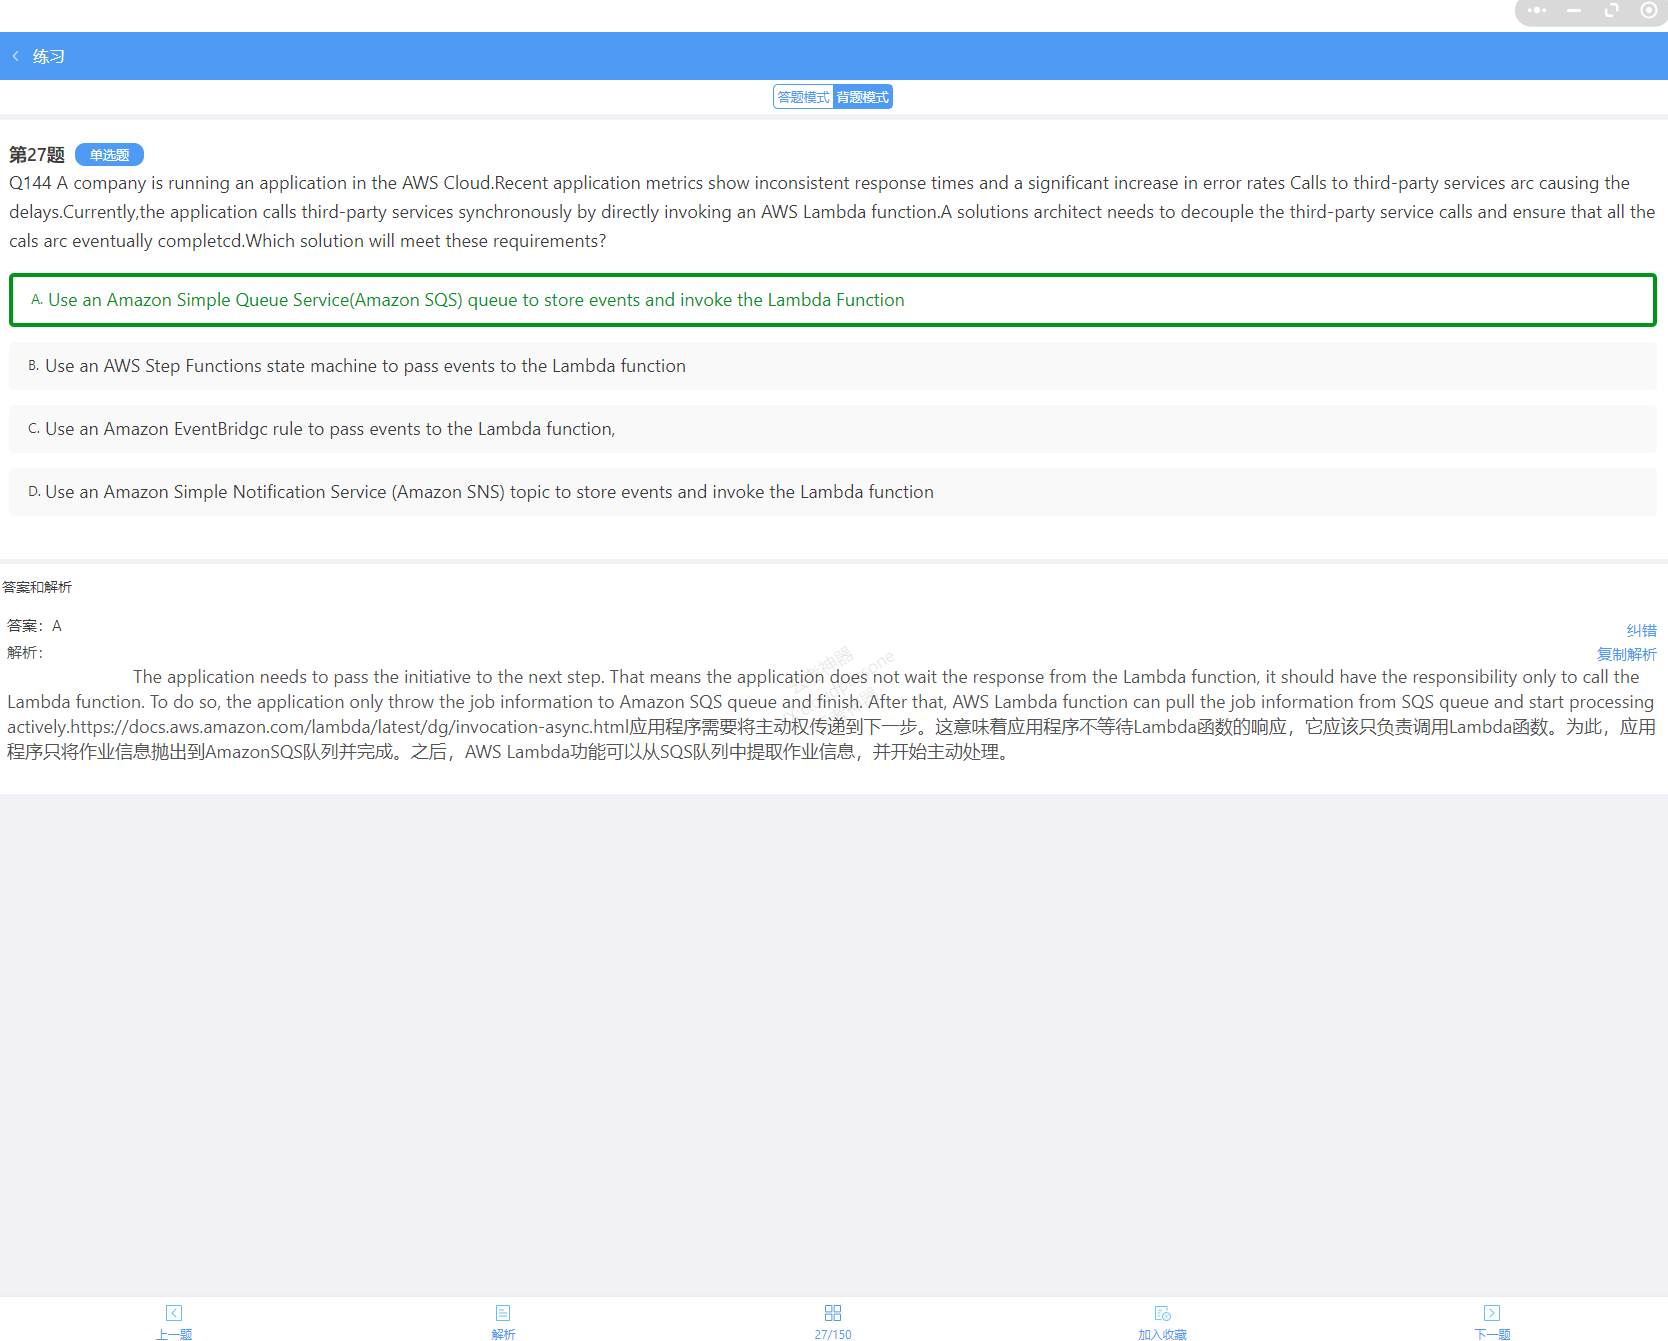 练习
答题模式 背题模式
第27题 单选题
Q144 A company is running an application in the AWS Cloud.Recent application metrics show inconsistent response times and a significant increase in error rates Calls to third-party services arc causing the
delays.Currently,the application calls third-party services synchronously by directly invoking an AWS Lambda function.A solutions architect needs to decouple the third-party service calls and ensure that all the
cals arc eventually completcd.Which solution will meet these requirements?
A. Use an Amazon Simple Queue Service(Amazon SQS) queue to store events and invoke the Lambda Function
B. Use an AWS Step Functions state machine to pass events to the Lambda function
C. Use an Amazon EventBridgc rule to pass events to the Lambda function,
D. Use an Amazon Simple Notification Service (Amazon SNS) topic to store events and invoke the Lambda function
答案和解析
答案：A
纠错
解析：
复制解析
The application needs to pass the initiative to the next step. That means the application does not wait the response from the Lambda function, it should have the responsibility only to call the
Lambda function. To do so, the application only throw the job information to Amazon SQS queue and finish. After that, AWS Lambda function can pull the job information from SQS queue and start processing
actively.https://docs.aws.amazon.com/lambda/latest/dg/invocation-async.html应用程序需要将主动权传递到下一步。这意味着应用程序不等待Lambda函数的响应，它应该只负责调用Lambda函数。为此，应用
程序只将作业信息抛出到AmazonSQS队列并完成。之后，AWS Lambda功能可以从SQS队列中提取作业信息，并开始主动处理。
上一题 解析 27/150 加入收藏 下一题